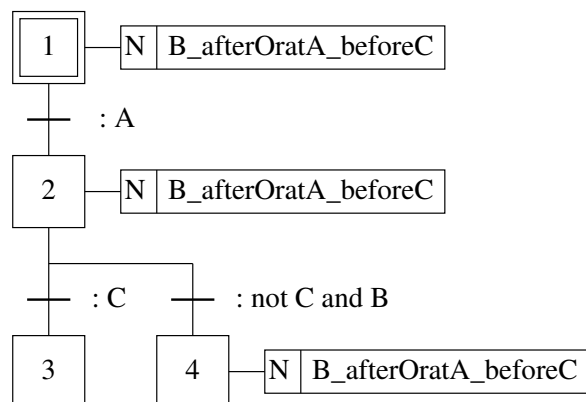 1 N B_afterOratA_beforeC
: A
2 N B_afterOratA_beforeC
: C : not C and B
3 4 N B_afterOratA_beforeC